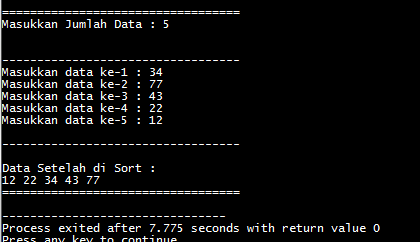 ==================================
Masukkan Jumlah Data : 5
----------------------------------
Masukkan data ke-1 : 34
Masukkan data ke-2 : 77
Masukkan data ke-3 : 43
Masukkan data ke-4 : 22
Masukkan data ke-5 : 12
----------------------------------
Data Setelah di Sort :
12 22 34 43 77
==================================
--------------------------------
Process exited after 7.775 seconds with return value 0
Press any key to continue